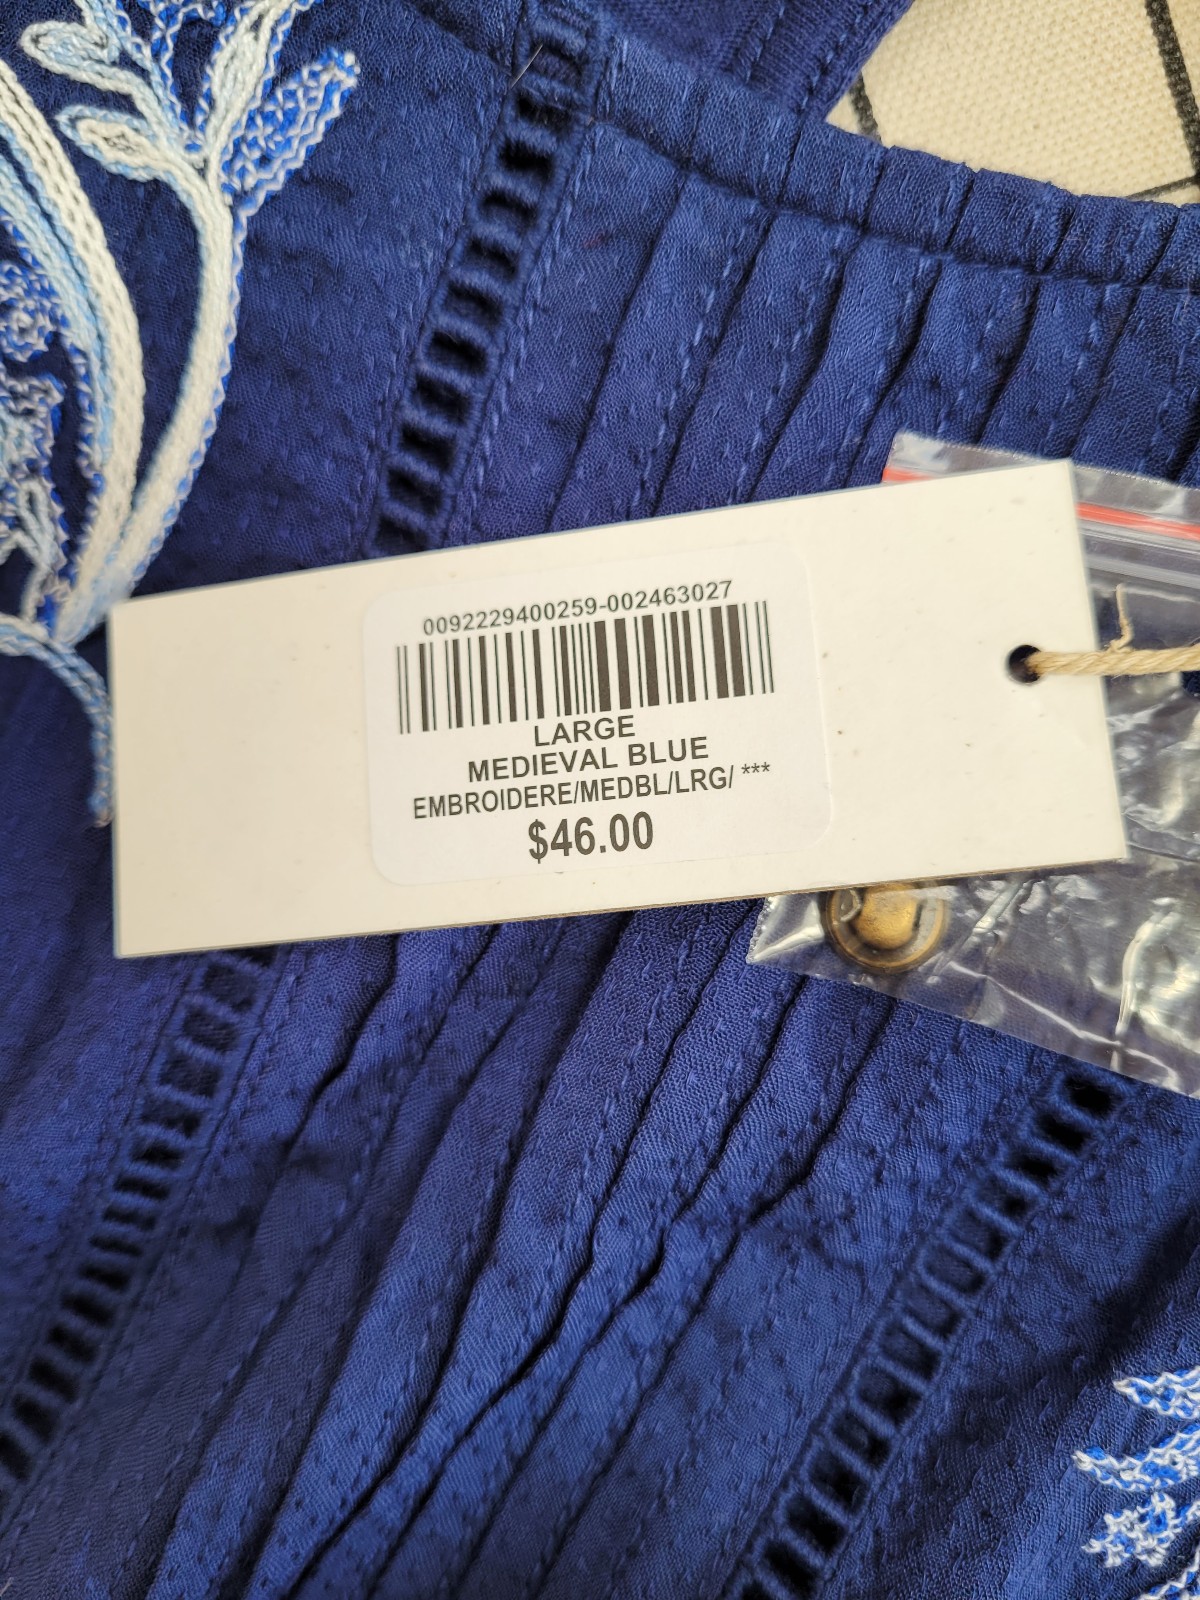 0092229400259-002463027
LARGE
MEDIEVAL BLUE
EMBROIDERE/MEDBL/LRG/ ***
$46.00